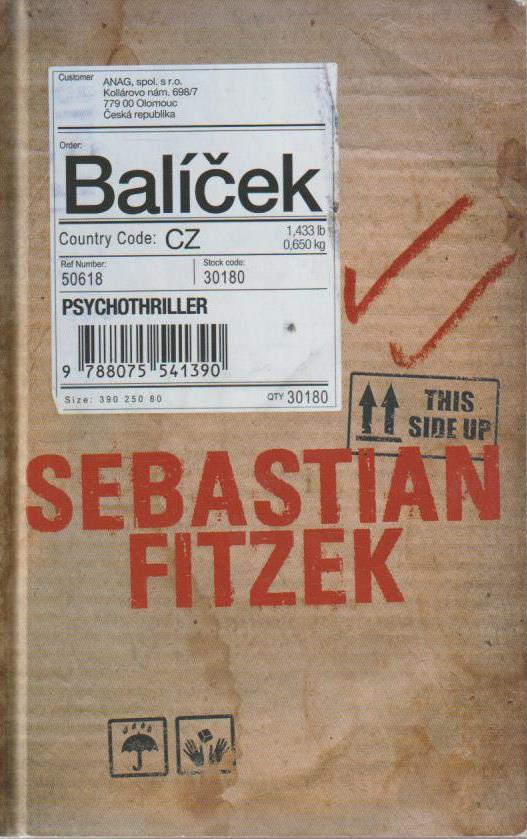 Customer
ANAG, spol. s r.o.
Kollárovo nám. 698/7
779 00 Olomouc
Česká republika
Order:
Balíček
Country Code: CZ
1,433 lb
0,650 kg
Ref Number:
50618
Stock code:
30180
PSYCHOTHRILLER
9 788075 541390
Size: 390 250 80
QTY 30180
THIS
SIDE UP
SEBASTIAN
FITZEK